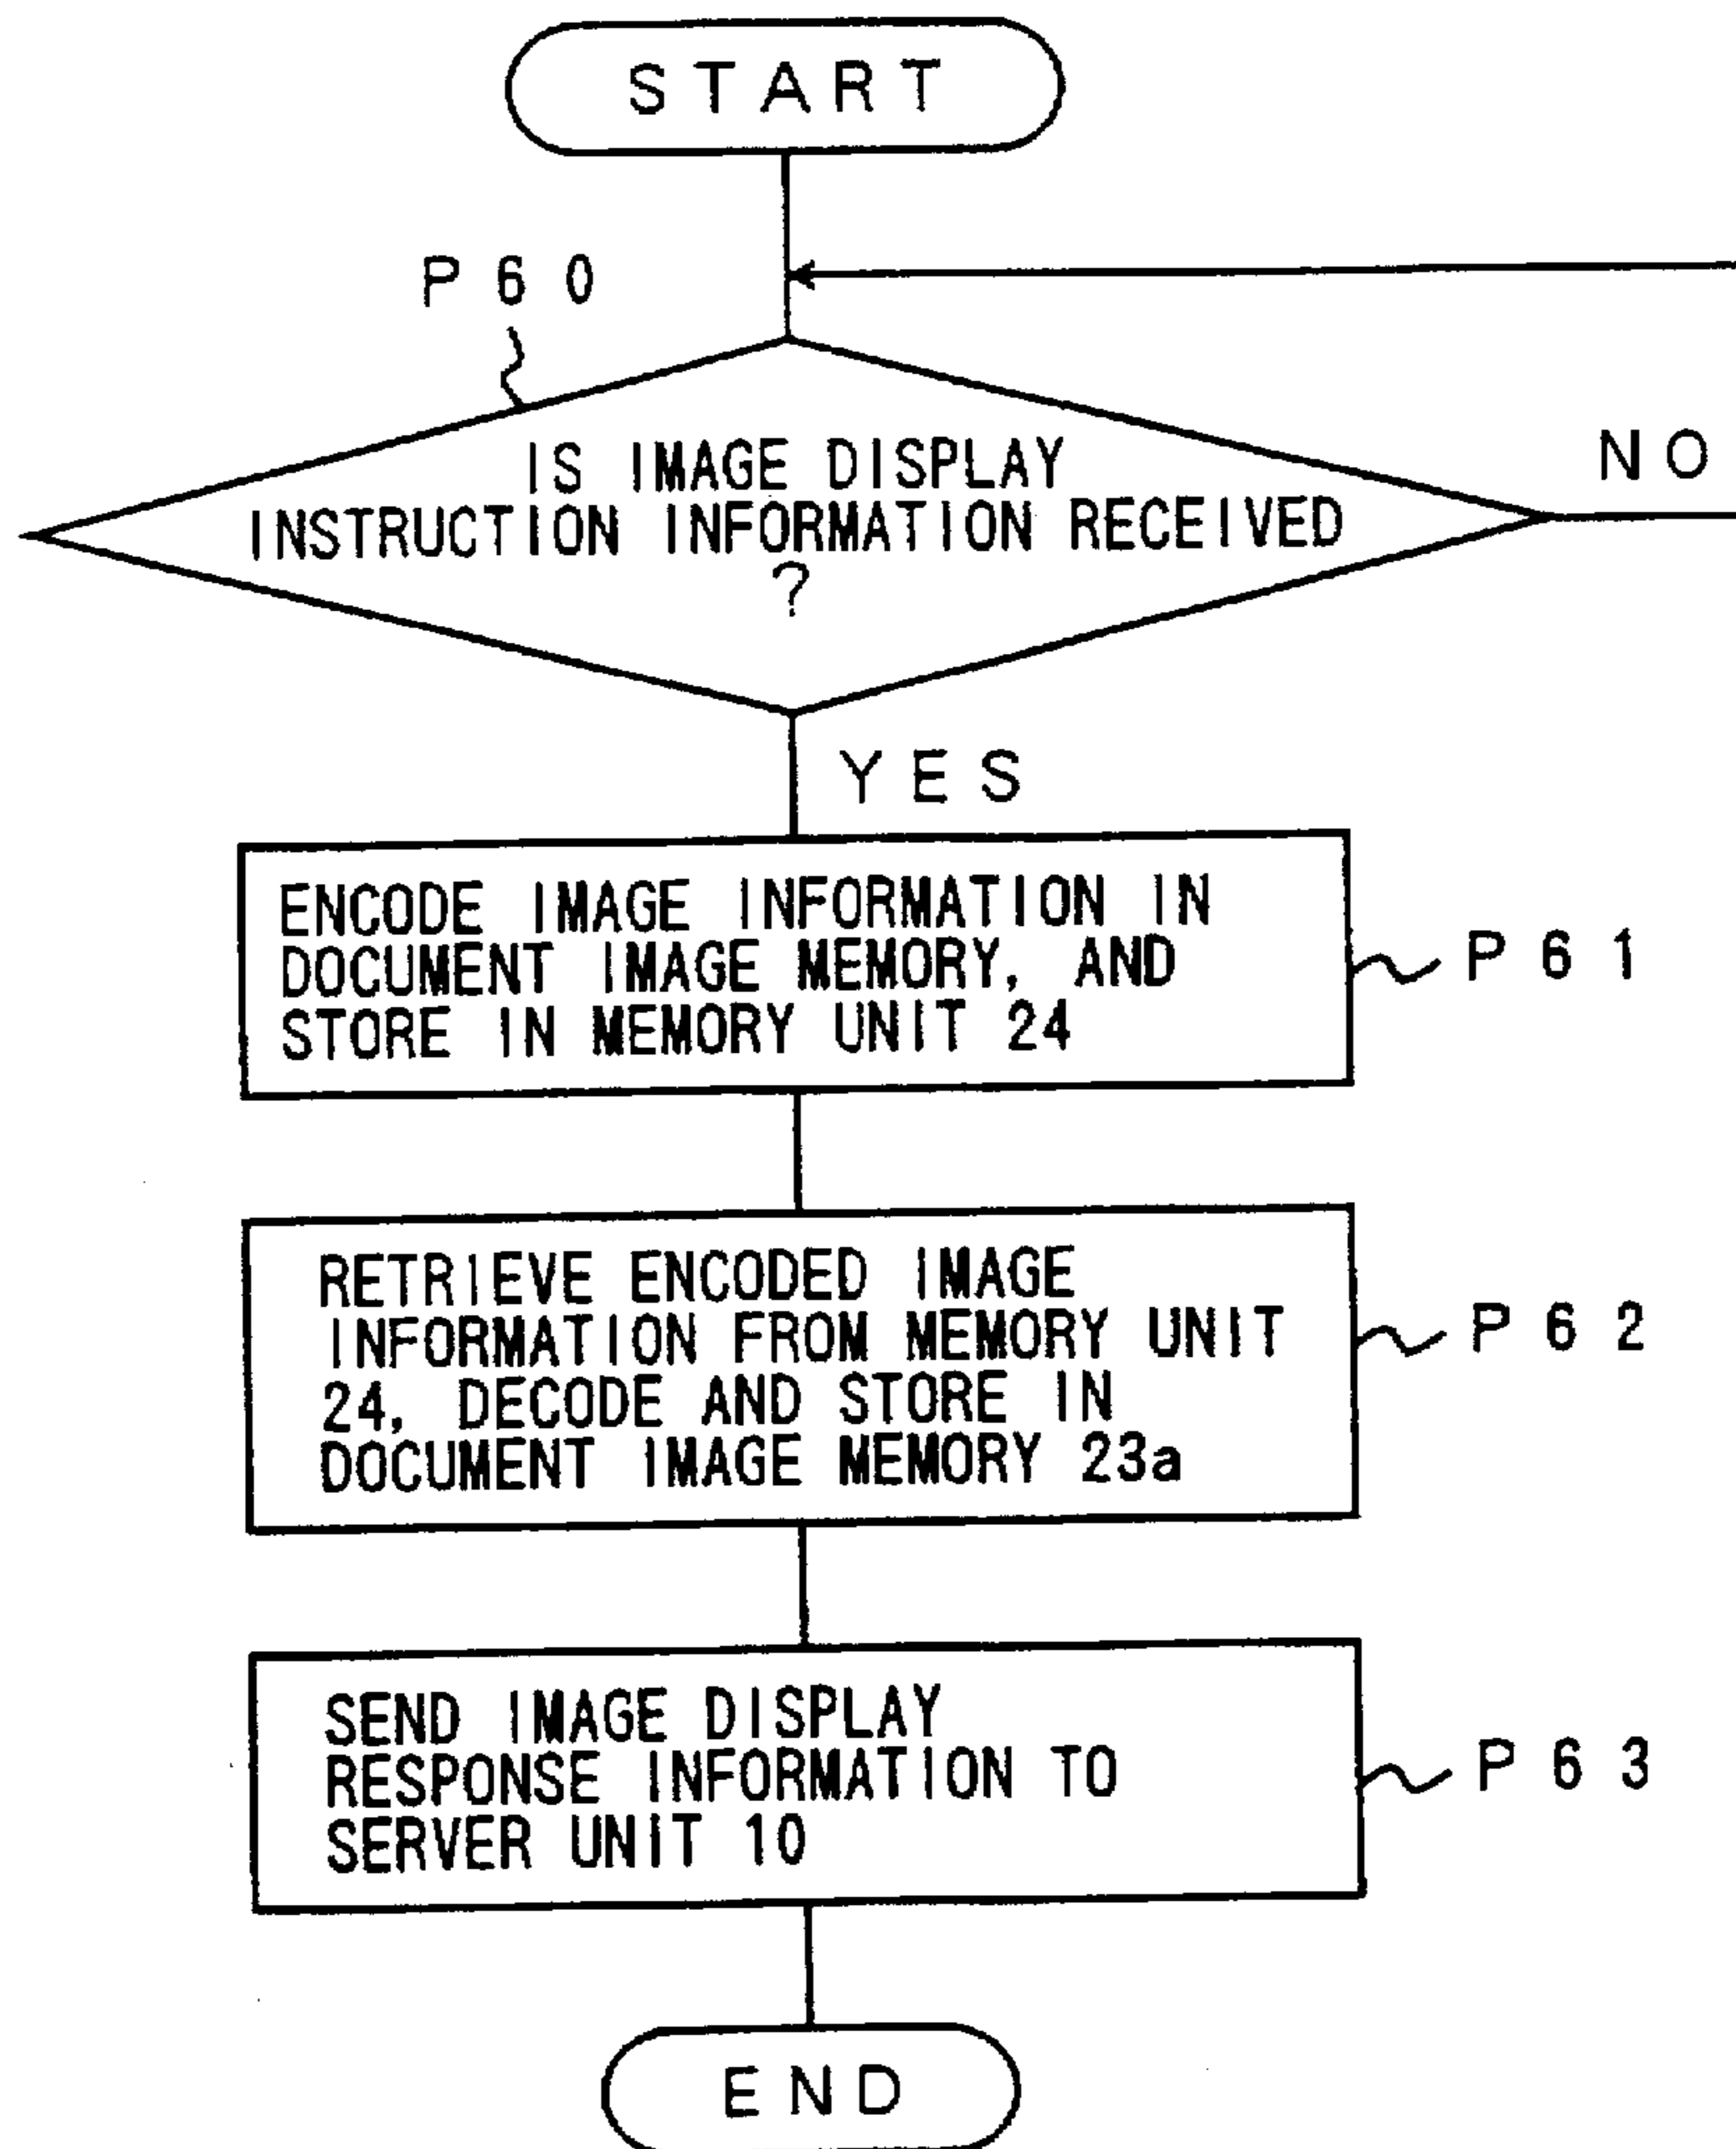 START
P60
IS IMAGE DISPLAY
INSTRUCTION INFORMATION RECEIVED
?
NO
YES
ENCODE IMAGE INFORMATION IN
DOCUMENT IMAGE MEMORY, AND
STORE IN MEMORY UNIT 24
P61
RETRIEVE ENCODED IMAGE
INFORMATION FROM MEMORY UNIT
24, DECODE AND STORE IN
DOCUMENT IMAGE MEMORY 23a
P62
SEND IMAGE DISPLAY
RESPONSE INFORMATION TO
SERVER UNIT 10
P63
END